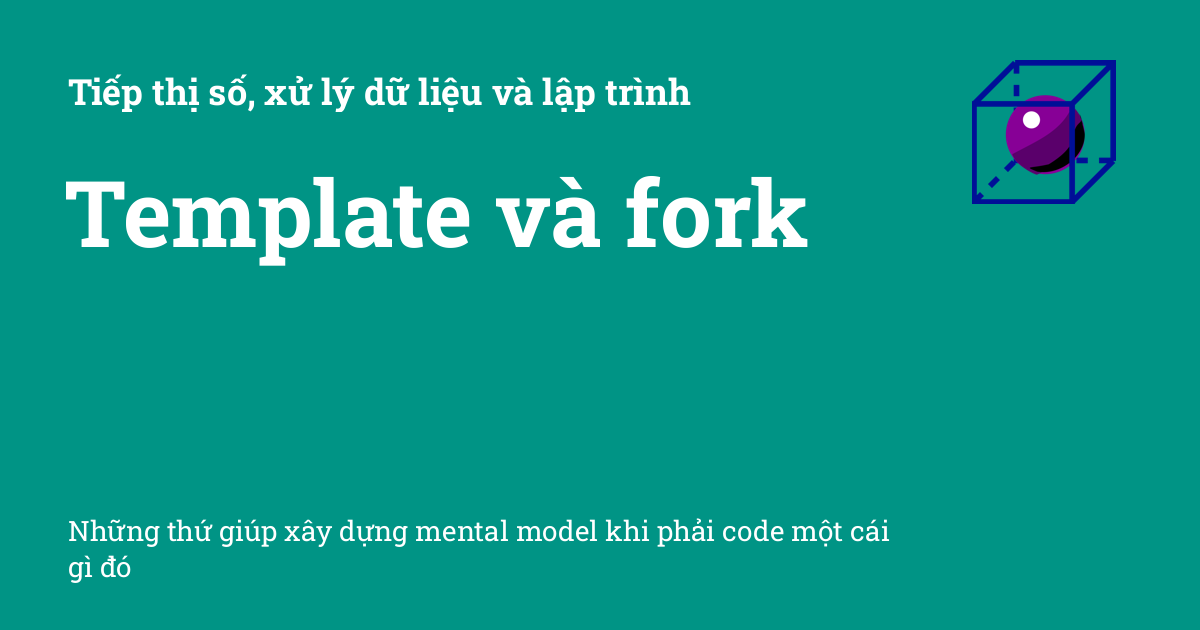 Tiếp thị số, xử lý dữ liệu và lập trình
Template và fork
Những thứ giúp xây dựng mental model khi phải code một cái
gì đó